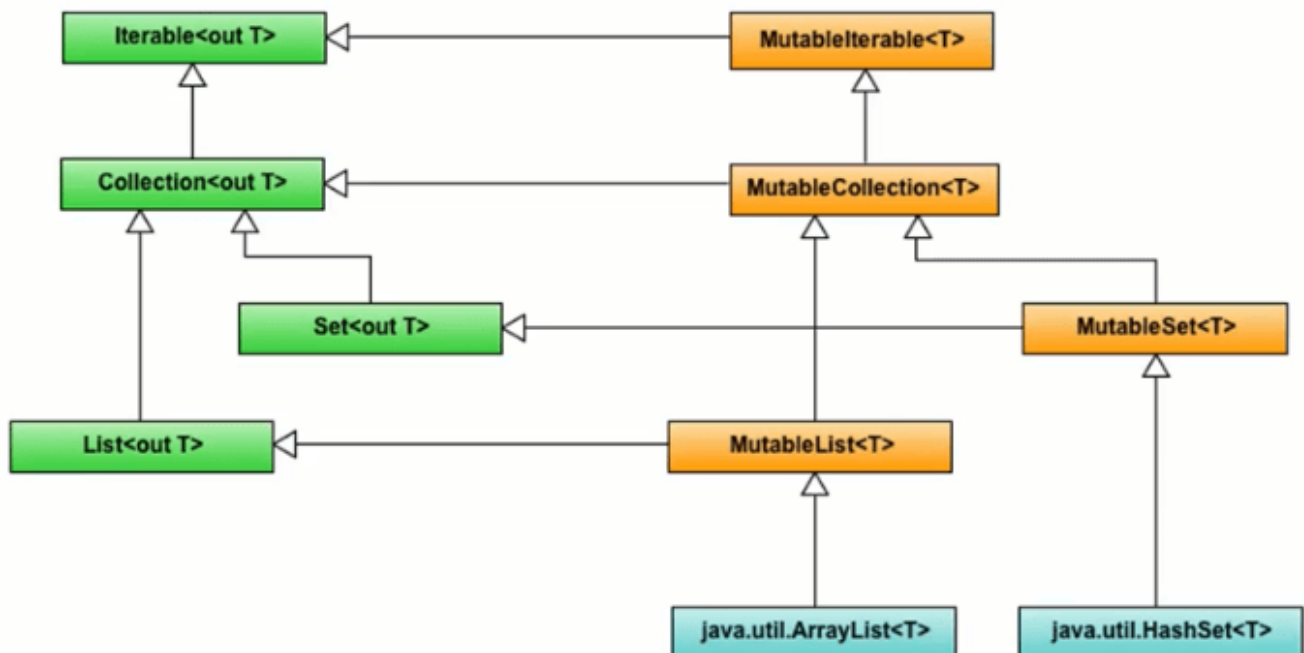 Iterable<out T>
MutableIterable<T>
Collection<out T>
MutableCollection<T>
Set<out T>
MutableSet<T>
List<out T>
MutableList<T>
java.util.ArrayList<T>
java.util.HashSet<T>